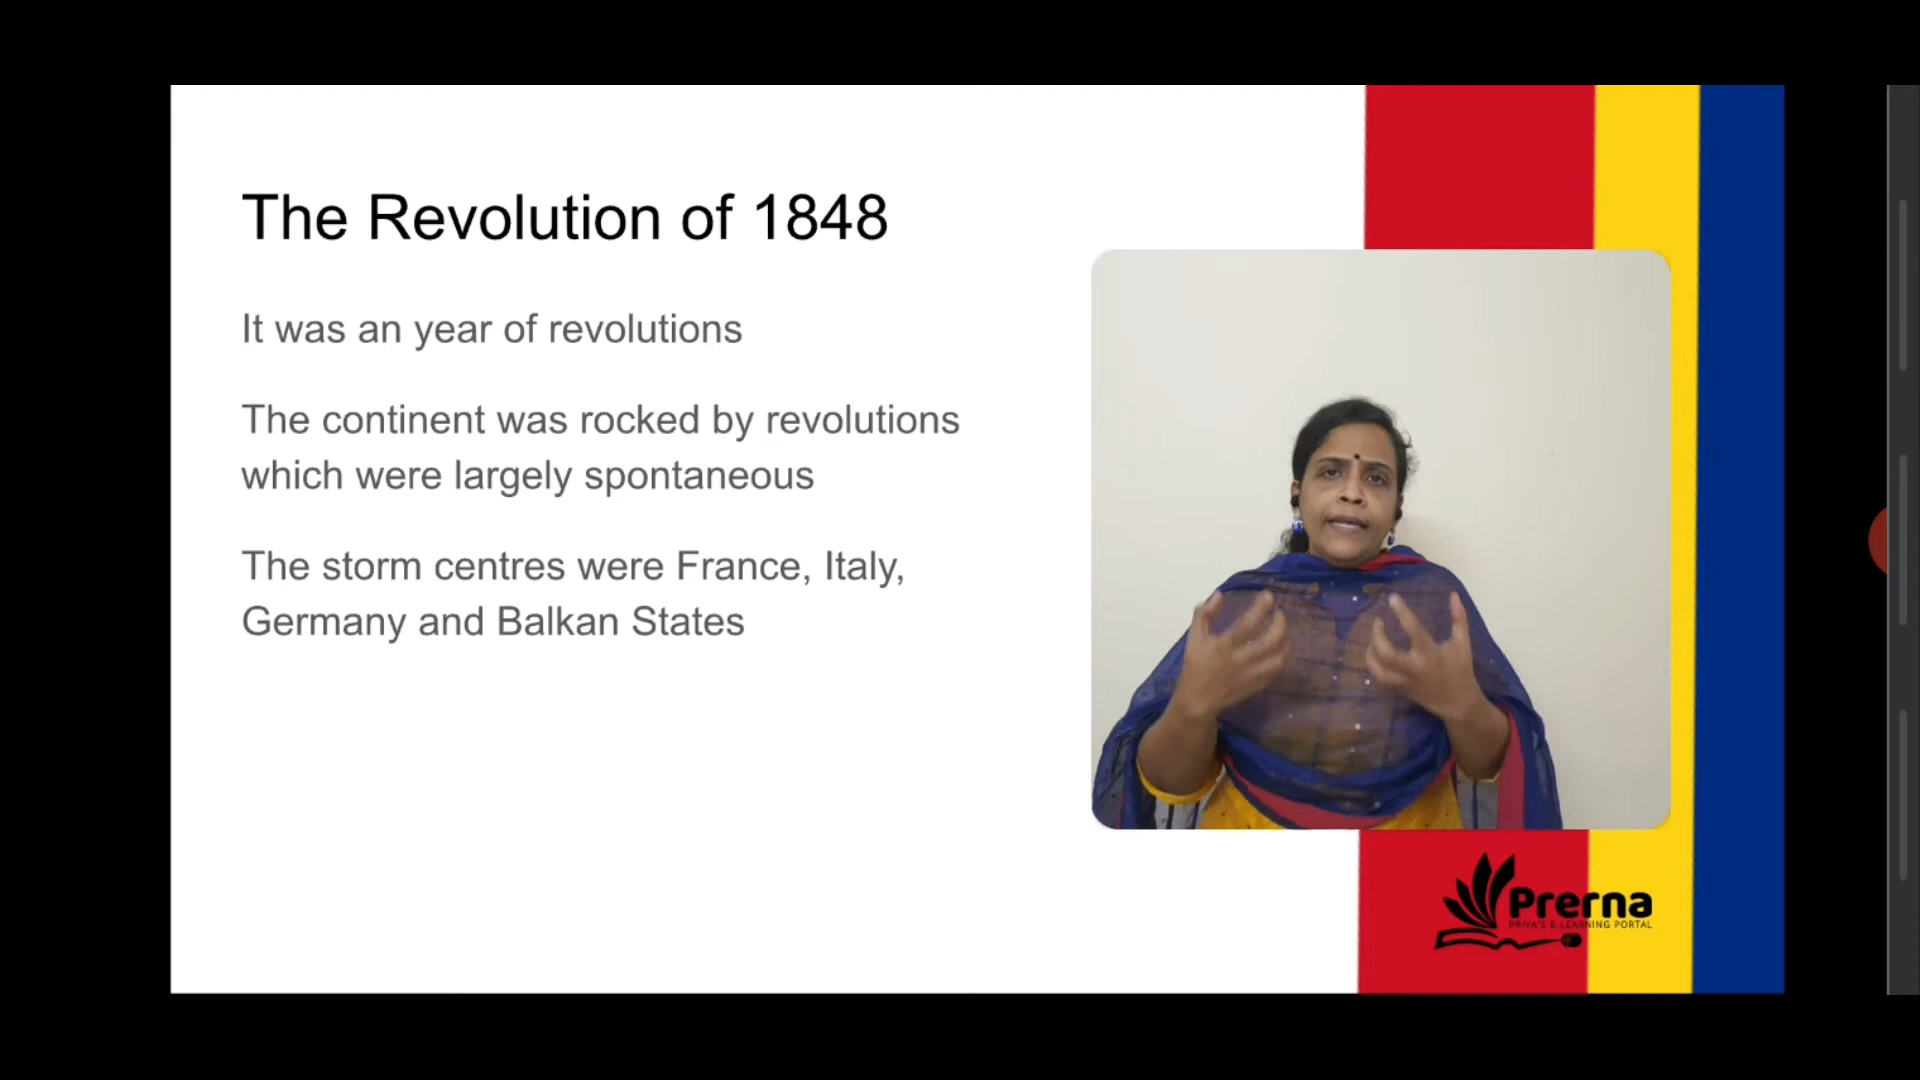 The Revolution of 1848
It was an year of revolutions
The continent was rocked by revolutions
which were largely spontaneous
The storm centres were France, Italy,
Germany and Balkan States
Prerna
PRIYA'S E-LEARNING PORTAL